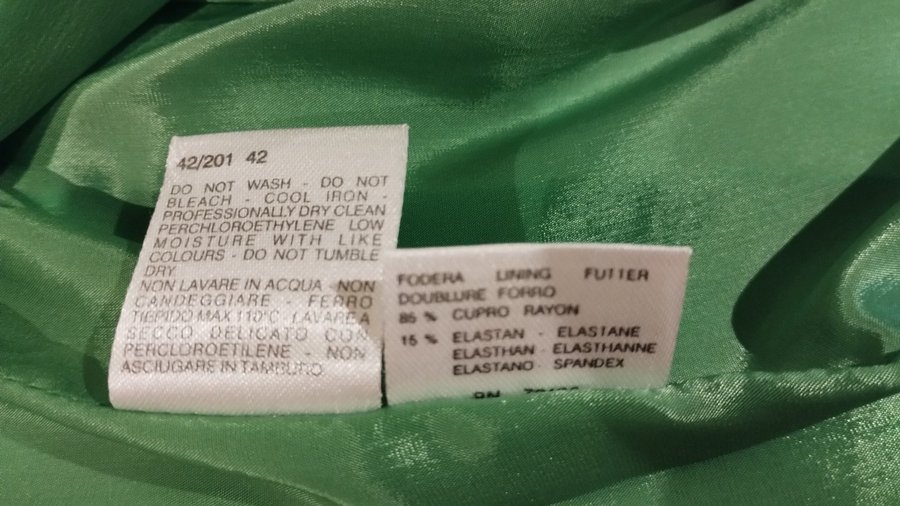 42/201 42
DO NOT WASH - DO NOT
BLEACH - COOL IRON -
PROFESSIONALLY DRY CLEAN
PERCHLOROETHYLENE LOW
MOISTURE WITH LIKE
COLOURS - DO NOT TUMBLE
DRY
NON LAVARE IN ACQUA NON
CANDEGGIARE - FERRO
TIEPIDO MAX 110°C - LAVARE A
SECCO DELICATO CON
PERCLOROETILENE - NON
ASCIUGARE IN TAMBURO
FODERA LINING FUTTER
DOUBLURE FORRO
85 % CUPRO RAYON
15 % ELASTAN - ELASTANE
ELASTHAN - ELASTHANNE
ELASTANO - SPANDEX
RN